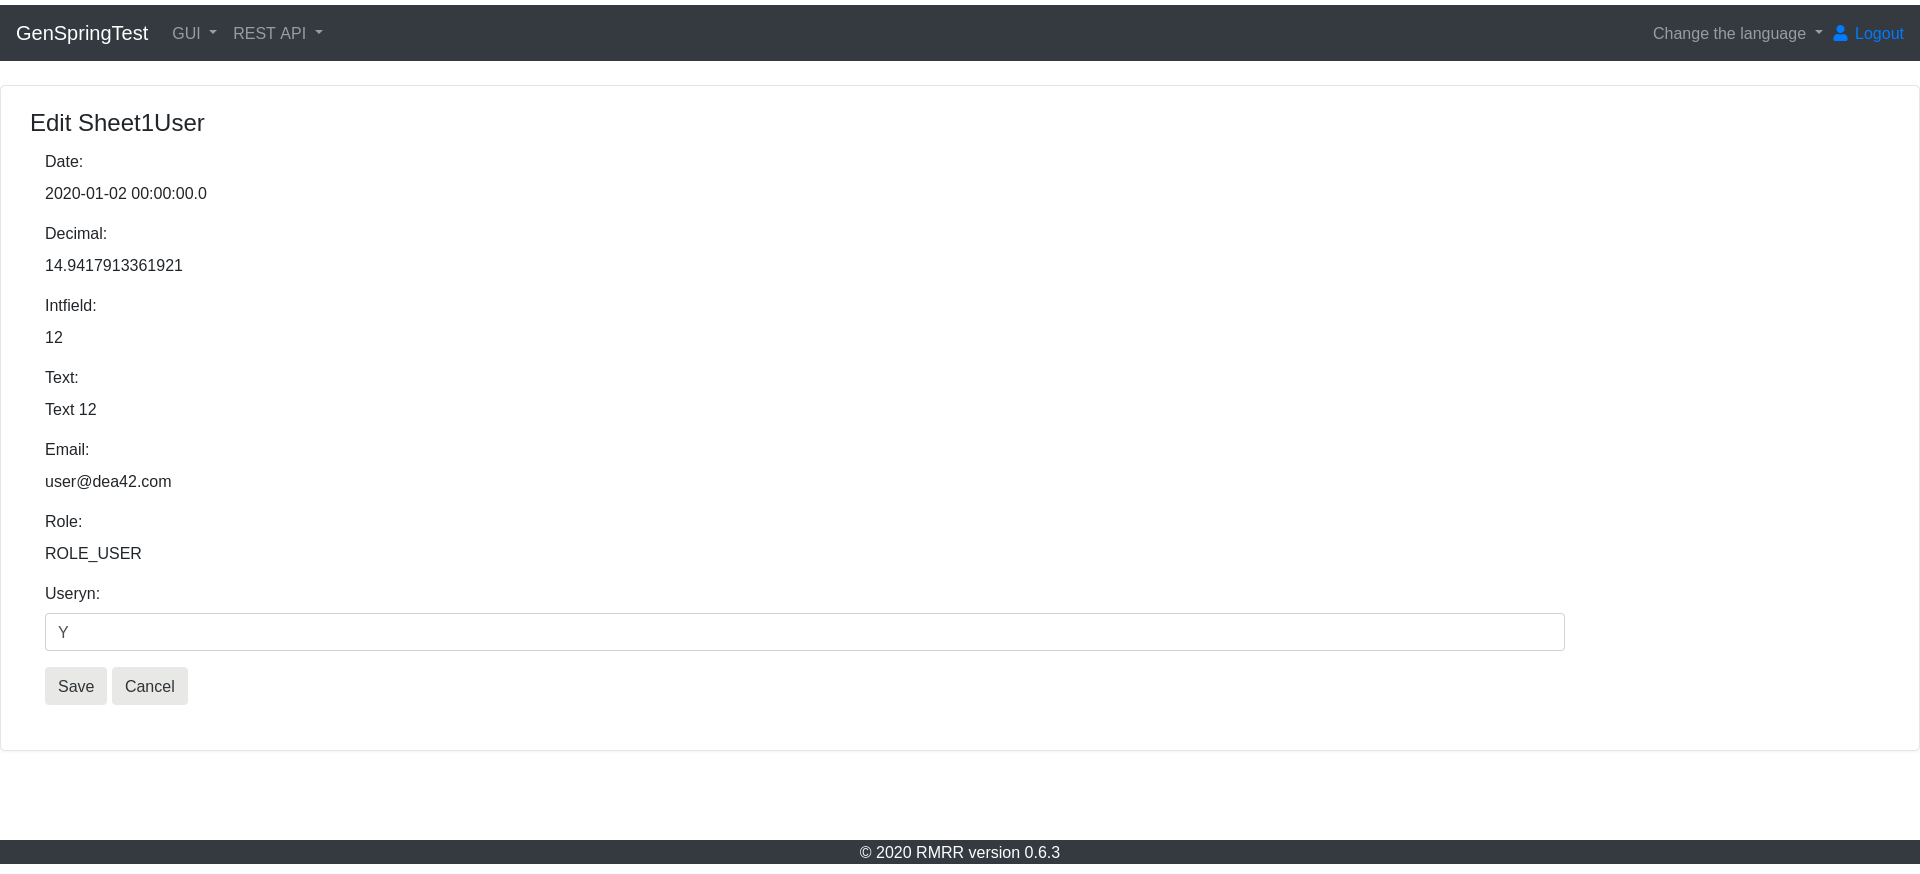 GenSpringTest GUI REST API Change the language Logout
Edit Sheet1User
Date:
2020-01-02 00:00:00.0
Decimal:
14.9417913361921
Intfield:
12
Text:
Text 12
Email:
user@dea42.com
Role:
ROLE_USER
Useryn:
Y
Save Cancel
© 2020 RMRR version 0.6.3